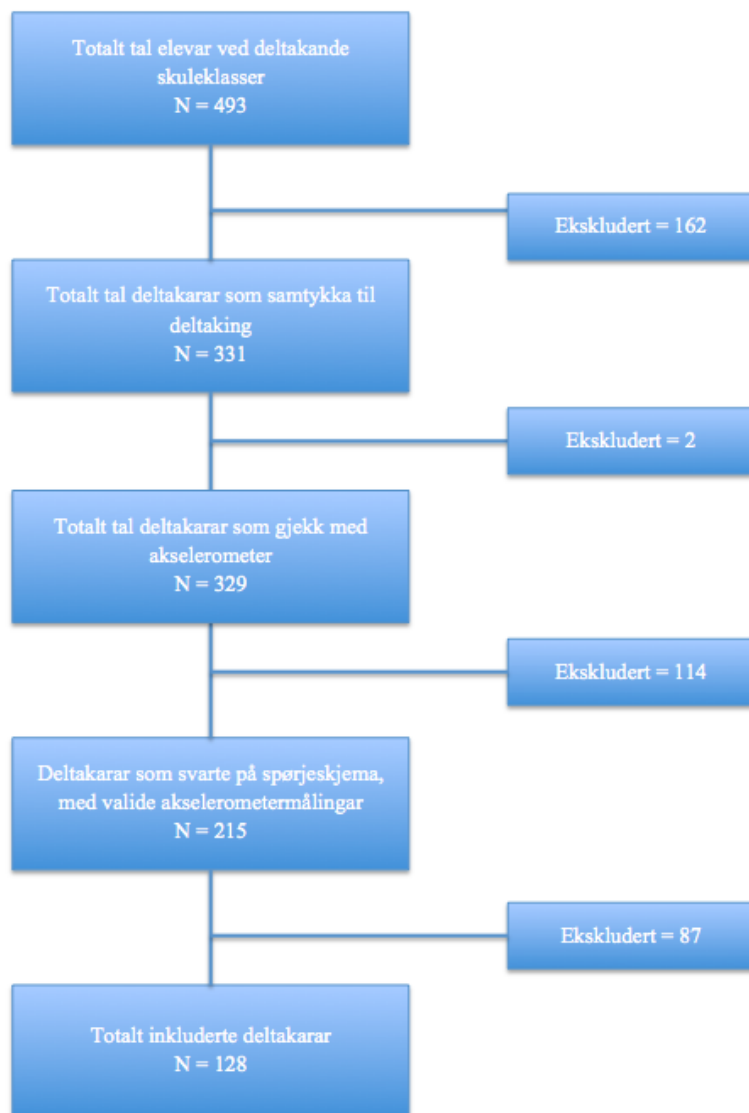 Totalt tal elevar ved deltakande
skuleklasser
N = 493
Ekskludert = 162
Totalt tal deltakarar som samtykka til
deltaking
N = 331
Ekskludert = 2
Totalt tal deltakarar som gjekk med
akselerometer
N = 329
Ekskludert = 114
Deltakarar som svarte på spørjeskjema,
med valide akselerometermålingar
N = 215
Ekskludert = 87
Totalt inkluderte deltakarar
N = 128